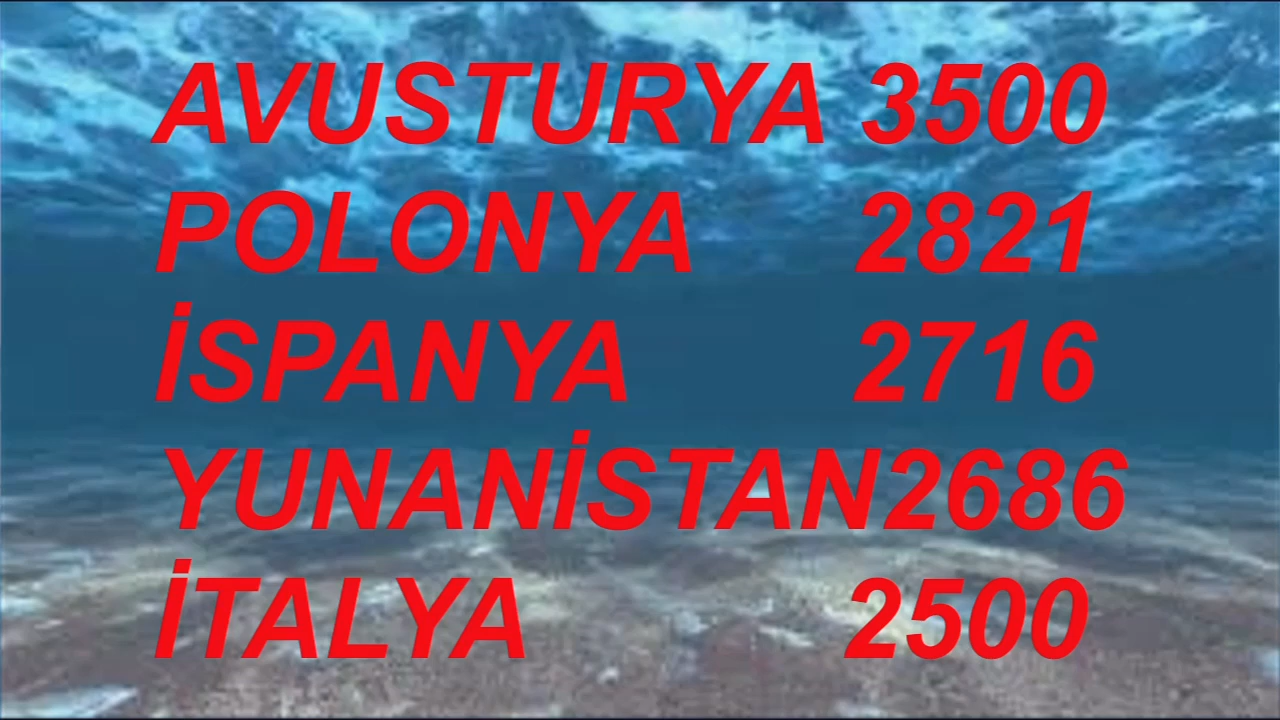 AVUSTURYA 3500
POLONYA 2821
İSPANYA 2716
YUNANİSTAN2686
İTALYA 2500